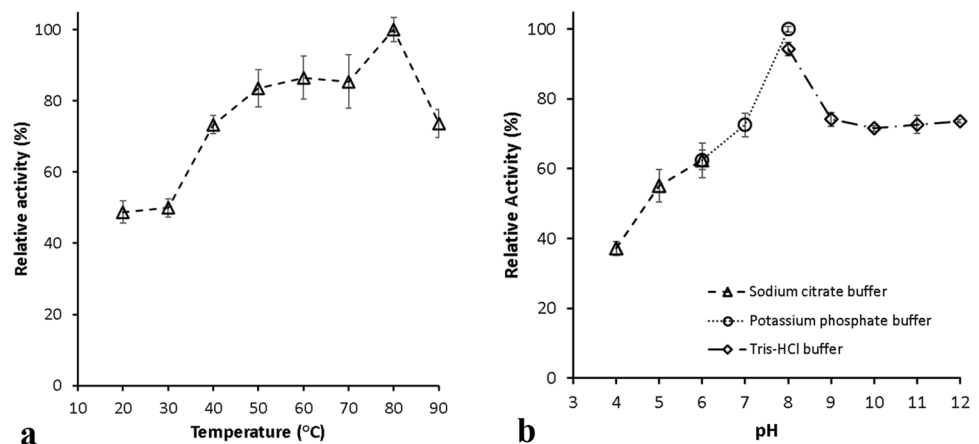 Relative activity (%)
100
80
60
40
20
0
10 20 30 40 50 60 70 80 90
Temperature (°C)
a
Relative Activity (%)
100
80
60
40
20
0
Sodium citrate buffer
Potassium phosphate buffer
Tris-HCl buffer
3 4 5 6 7 8 9 10 11 12
pH
b